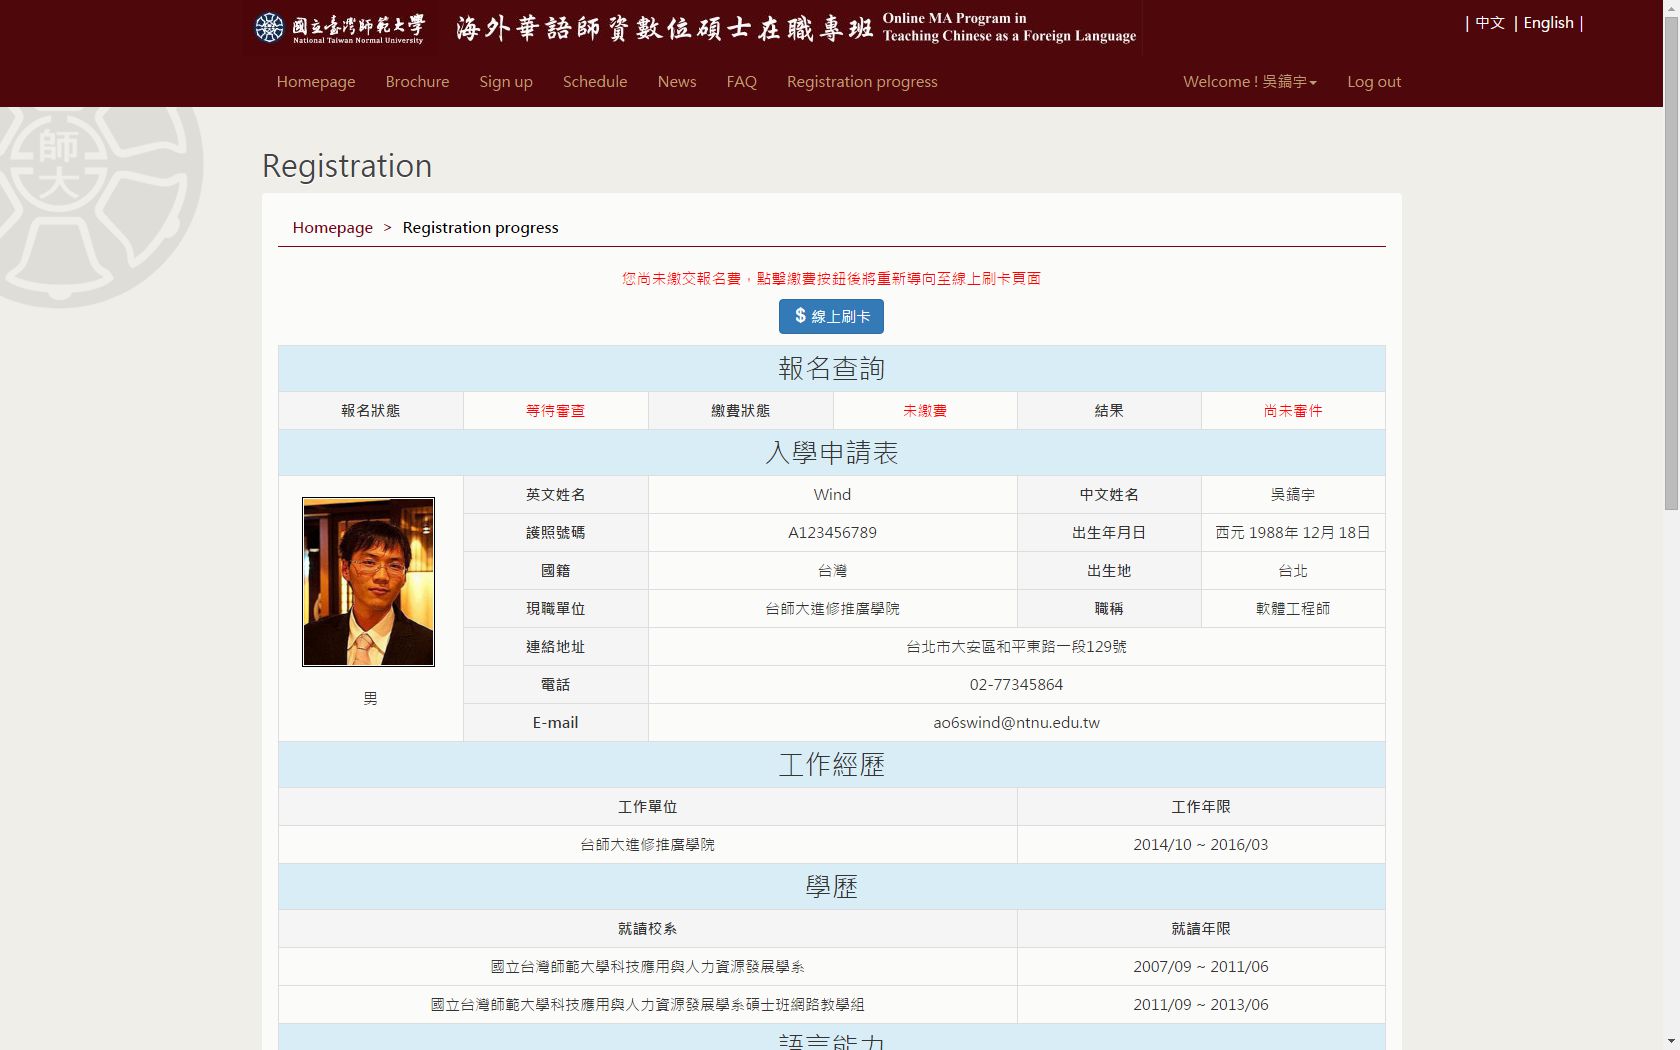 國立臺灣師範大學
National Taiwan Normal University
海外華語師資數位碩士在職專班
Online MA Program in
Teaching Chinese as a Foreign Language
| 中文 | English |
Homepage Brochure Sign up Schedule News FAQ Registration progress Welcome ! 吳鎬宇 Log out
師大
Registration
Homepage > Registration progress
您尚未繳交報名費，點擊繳費按鈕後將重新導向至線上刷卡頁面
$ 線上刷卡
報名查詢
報名狀態 等待審查 繳費狀態 未繳費 結果 尚未審件
入學申請表
英文姓名 Wind 中文姓名 吳鎬宇
護照號碼 A123456789 出生年月日 西元 1988年 12月 18日
國籍 台灣 出生地 台北
現職單位 台師大進修推廣學院 職稱 軟體工程師
連絡地址 台北市大安區和平東路一段129號
電話 02-77345864
男
E-mail ao6swind@ntnu.edu.tw
工作經歷
工作單位 工作年限
台師大進修推廣學院 2014/10 ~ 2016/03
學歷
就讀校系 就讀年限
國立台灣師範大學科技應用與人力資源發展學系 2007/09 ~ 2011/06
國立台灣師範大學科技應用與人力資源發展學系碩士班網路教學組 2011/09 ~ 2013/06
語言能力